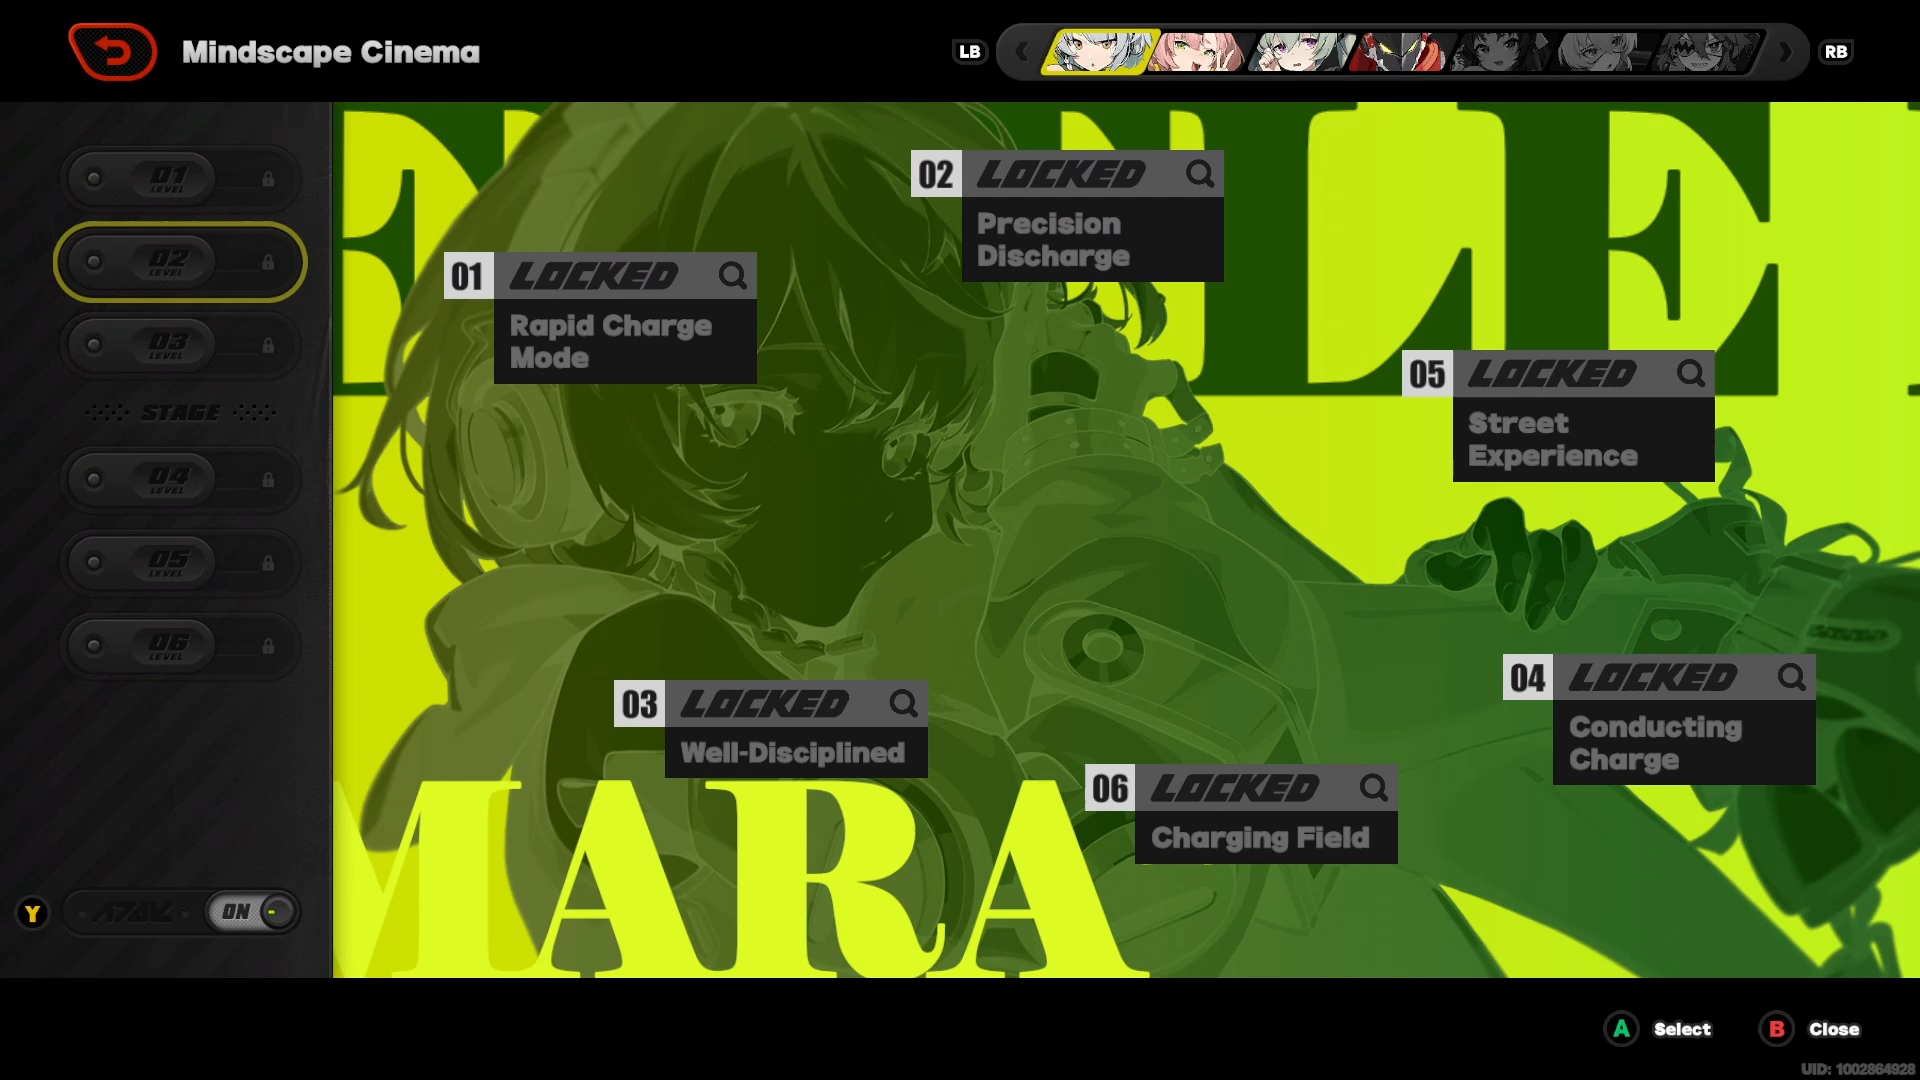 Mindscape Cinema
LB
RB
01
LEVEL
02
LEVEL
03
LEVEL
STAGE
04
LEVEL
05
LEVEL
06
LEVEL
Y
ON
01 LOCKED
Rapid Charge
Mode
02 LOCKED
Precision
Discharge
03 LOCKED
Well-Disciplined
04 LOCKED
Conducting
Charge
05 LOCKED
Street
Experience
06 LOCKED
Charging Field
MARA
A Select
B Close
UID: 1002864928